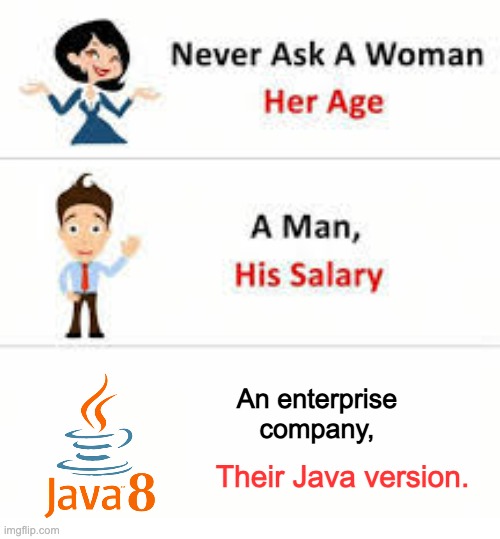 Never Ask A Woman
Her Age
A Man,
His Salary
An enterprise
company,
Their Java version.
Java 8
imgflip.com